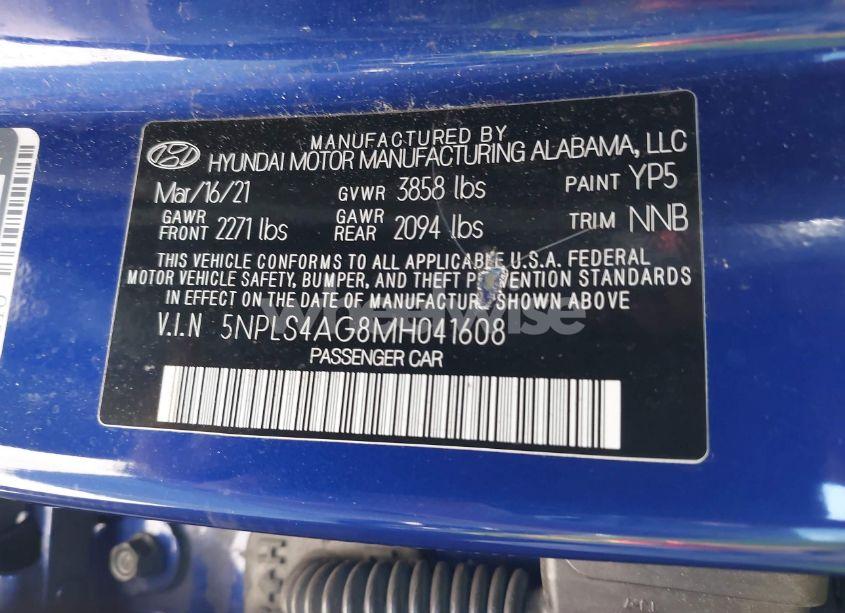 MANUFACTURED BY
HYUNDAI MOTOR MANUFACTURING ALABAMA, LLC
Mar/16/21 GVWR 3858 lbs PAINT YP5
GAWR FRONT 2271 lbs GAWR REAR 2094 lbs TRIM NNB
THIS VEHICLE CONFORMS TO ALL APPLICABLE U.S.A. FEDERAL
MOTOR VEHICLE SAFETY, BUMPER, AND THEFT STANDARDS
IN EFFECT ON THE DATE OF MANUFACTURE SHOWN ABOVE
V.I.N 5NPLS4AG8MH041608
PASSENGER CAR
wheelwise